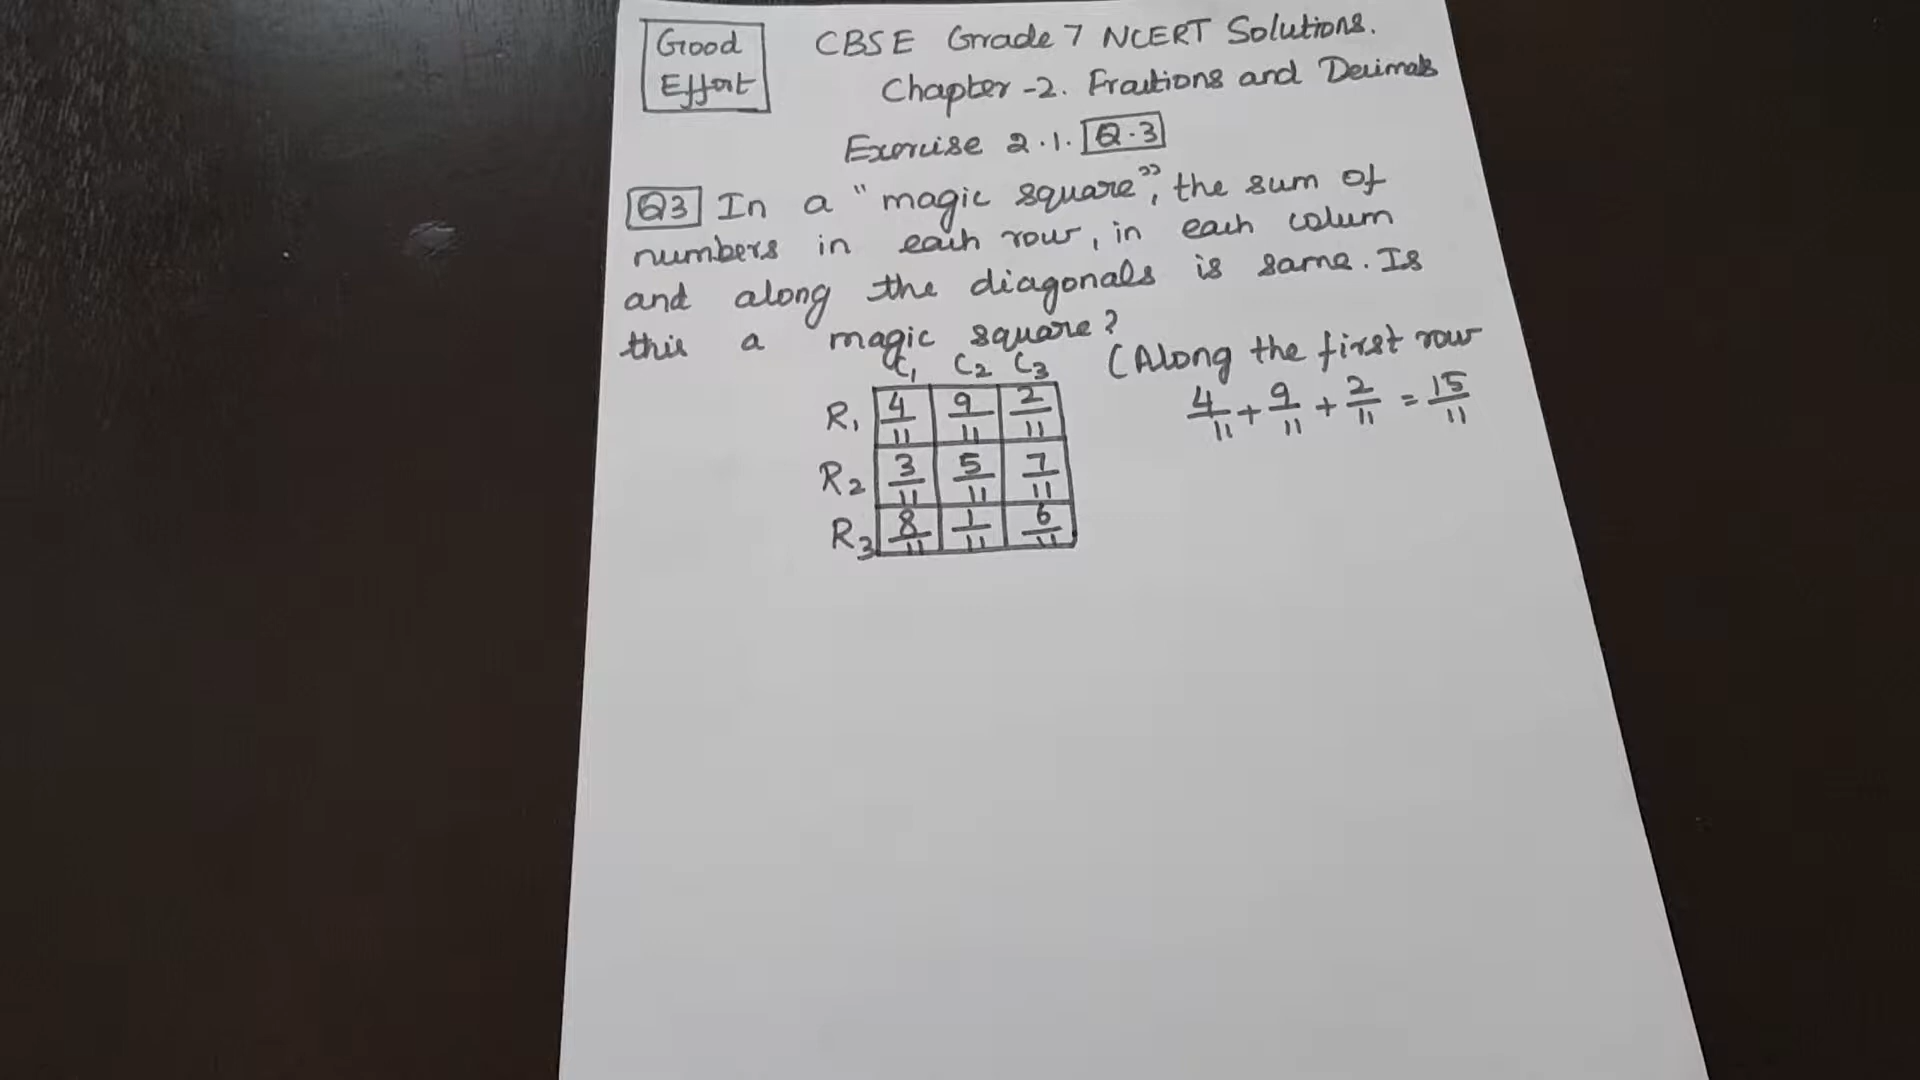 Good
Effort
CBSE Grade 7 NCERT Solutions.
Chapter -2. Fractions and Decimals
Exercise 2.1. Q.3
Q3 In a "magic square", the sum of
numbers in each row, in each colum
and along the diagonals is same. Is
this a magic square?
(Along the first row
4/11 + 9/11 + 2/11 = 15/11
C1 C2 C3
R1 4/11 9/11 2/11
R2 3/11 5/11 7/11
R3 8/11 1/11 6/11